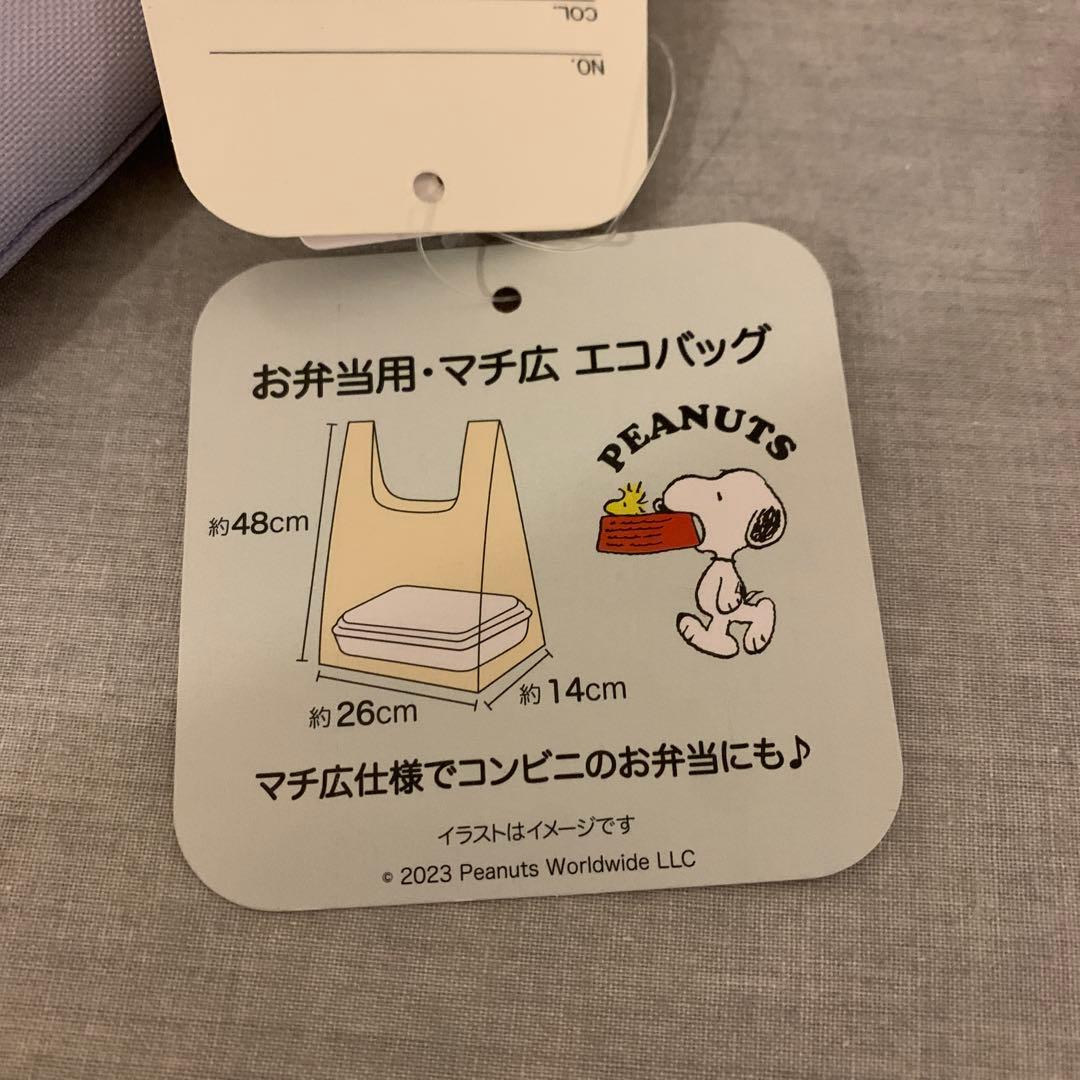 COL.
NO.
お弁当用・マチ広 エコバッグ
PEANUTS
約48cm
約14cm
約26cm
マチ広仕様でコンビニのお弁当にも♪
イラストはイメージです
© 2023 Peanuts Worldwide LLC